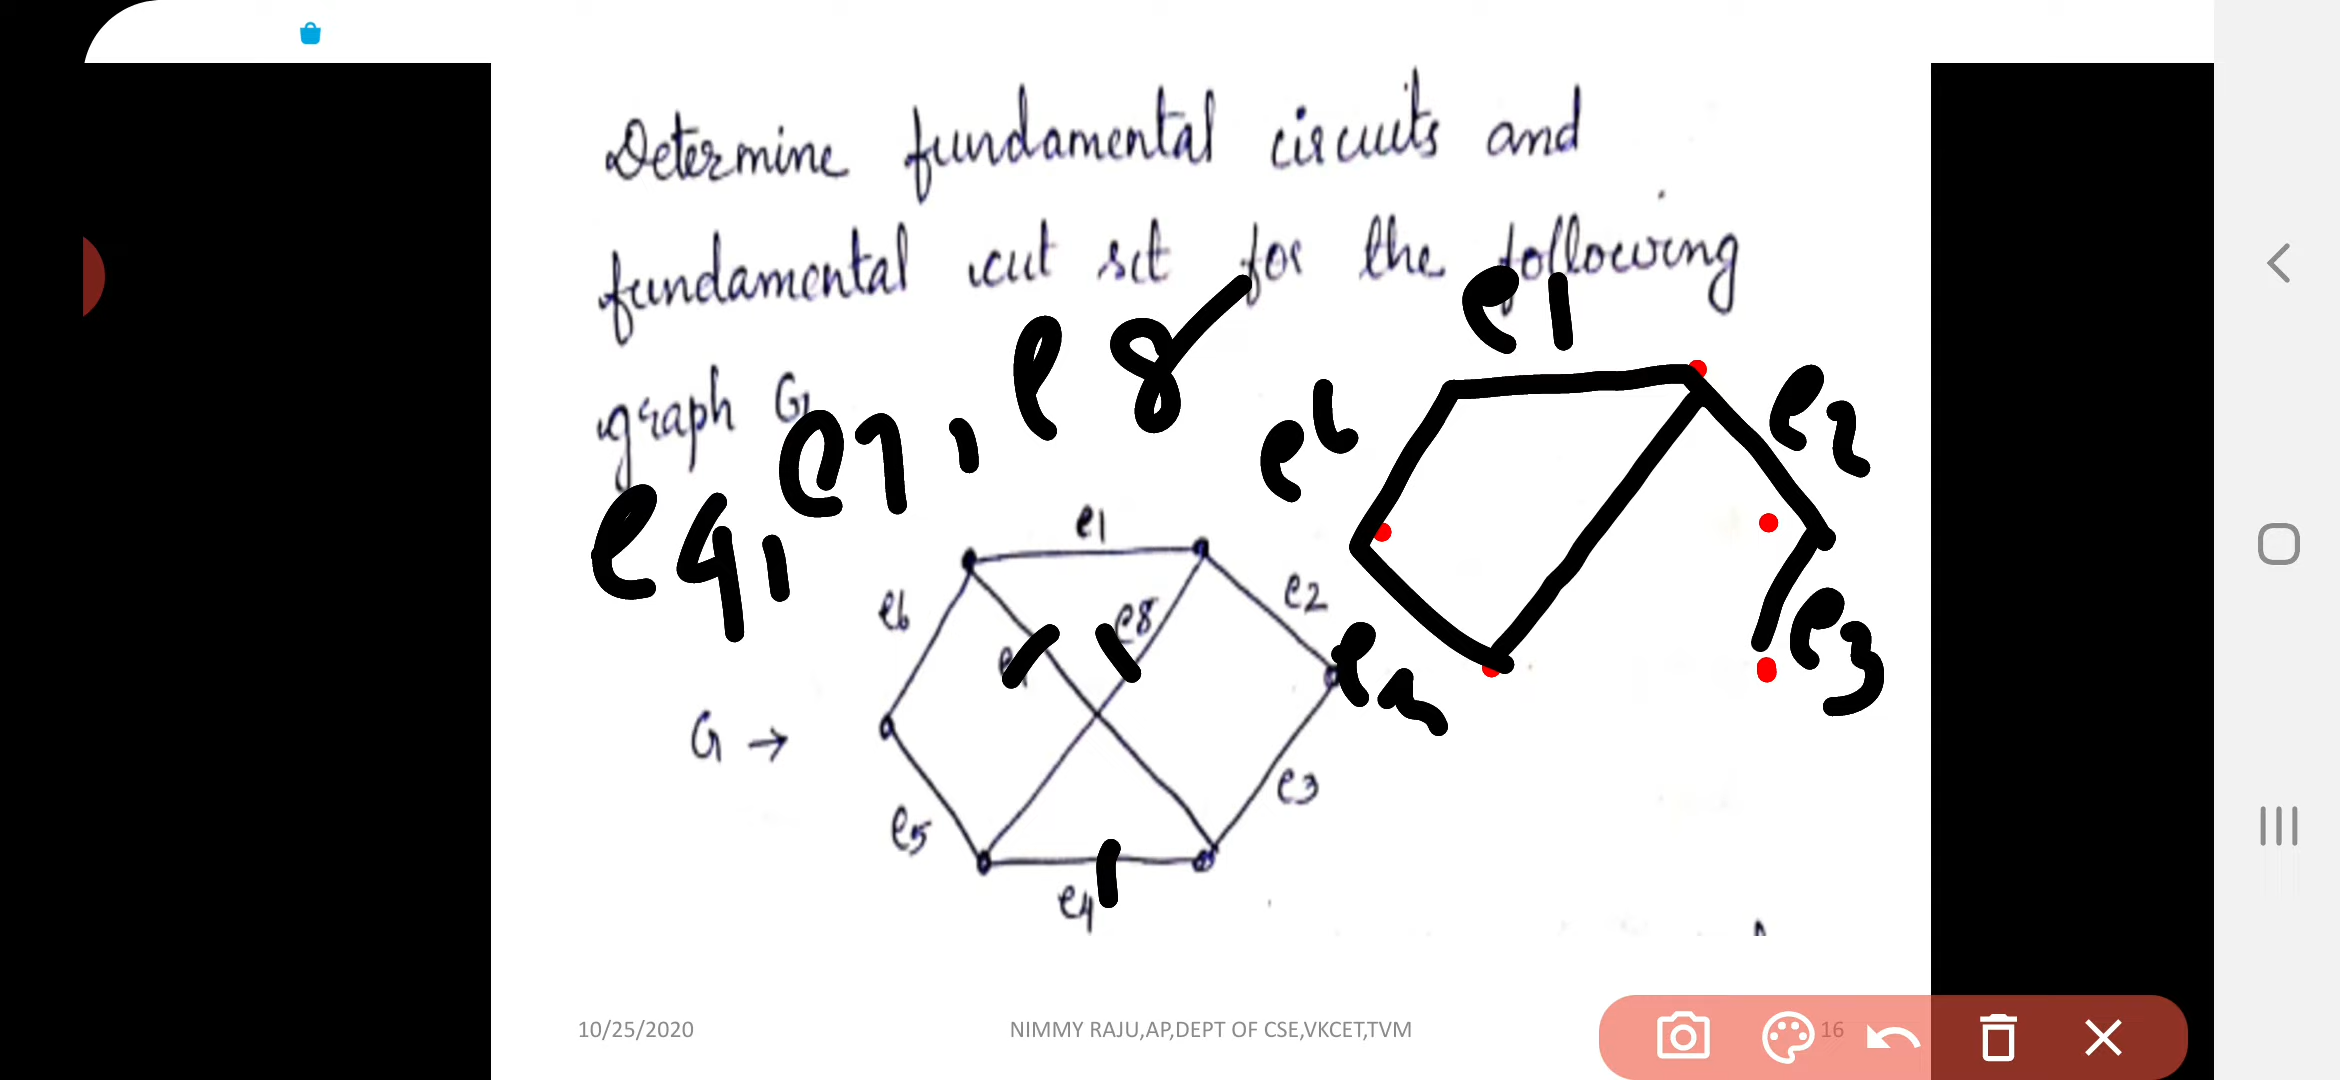 Determine fundamental circuits and
fundamental cut set for the following
graph G
e1
e7, e8
e6
e2
e4,
e1
e6
e8
e2
e5
e3
G →
e3
e5
e4
10/25/2020
NIMMY RAJU,AP,DEPT OF CSE,VKCET,TVM
16